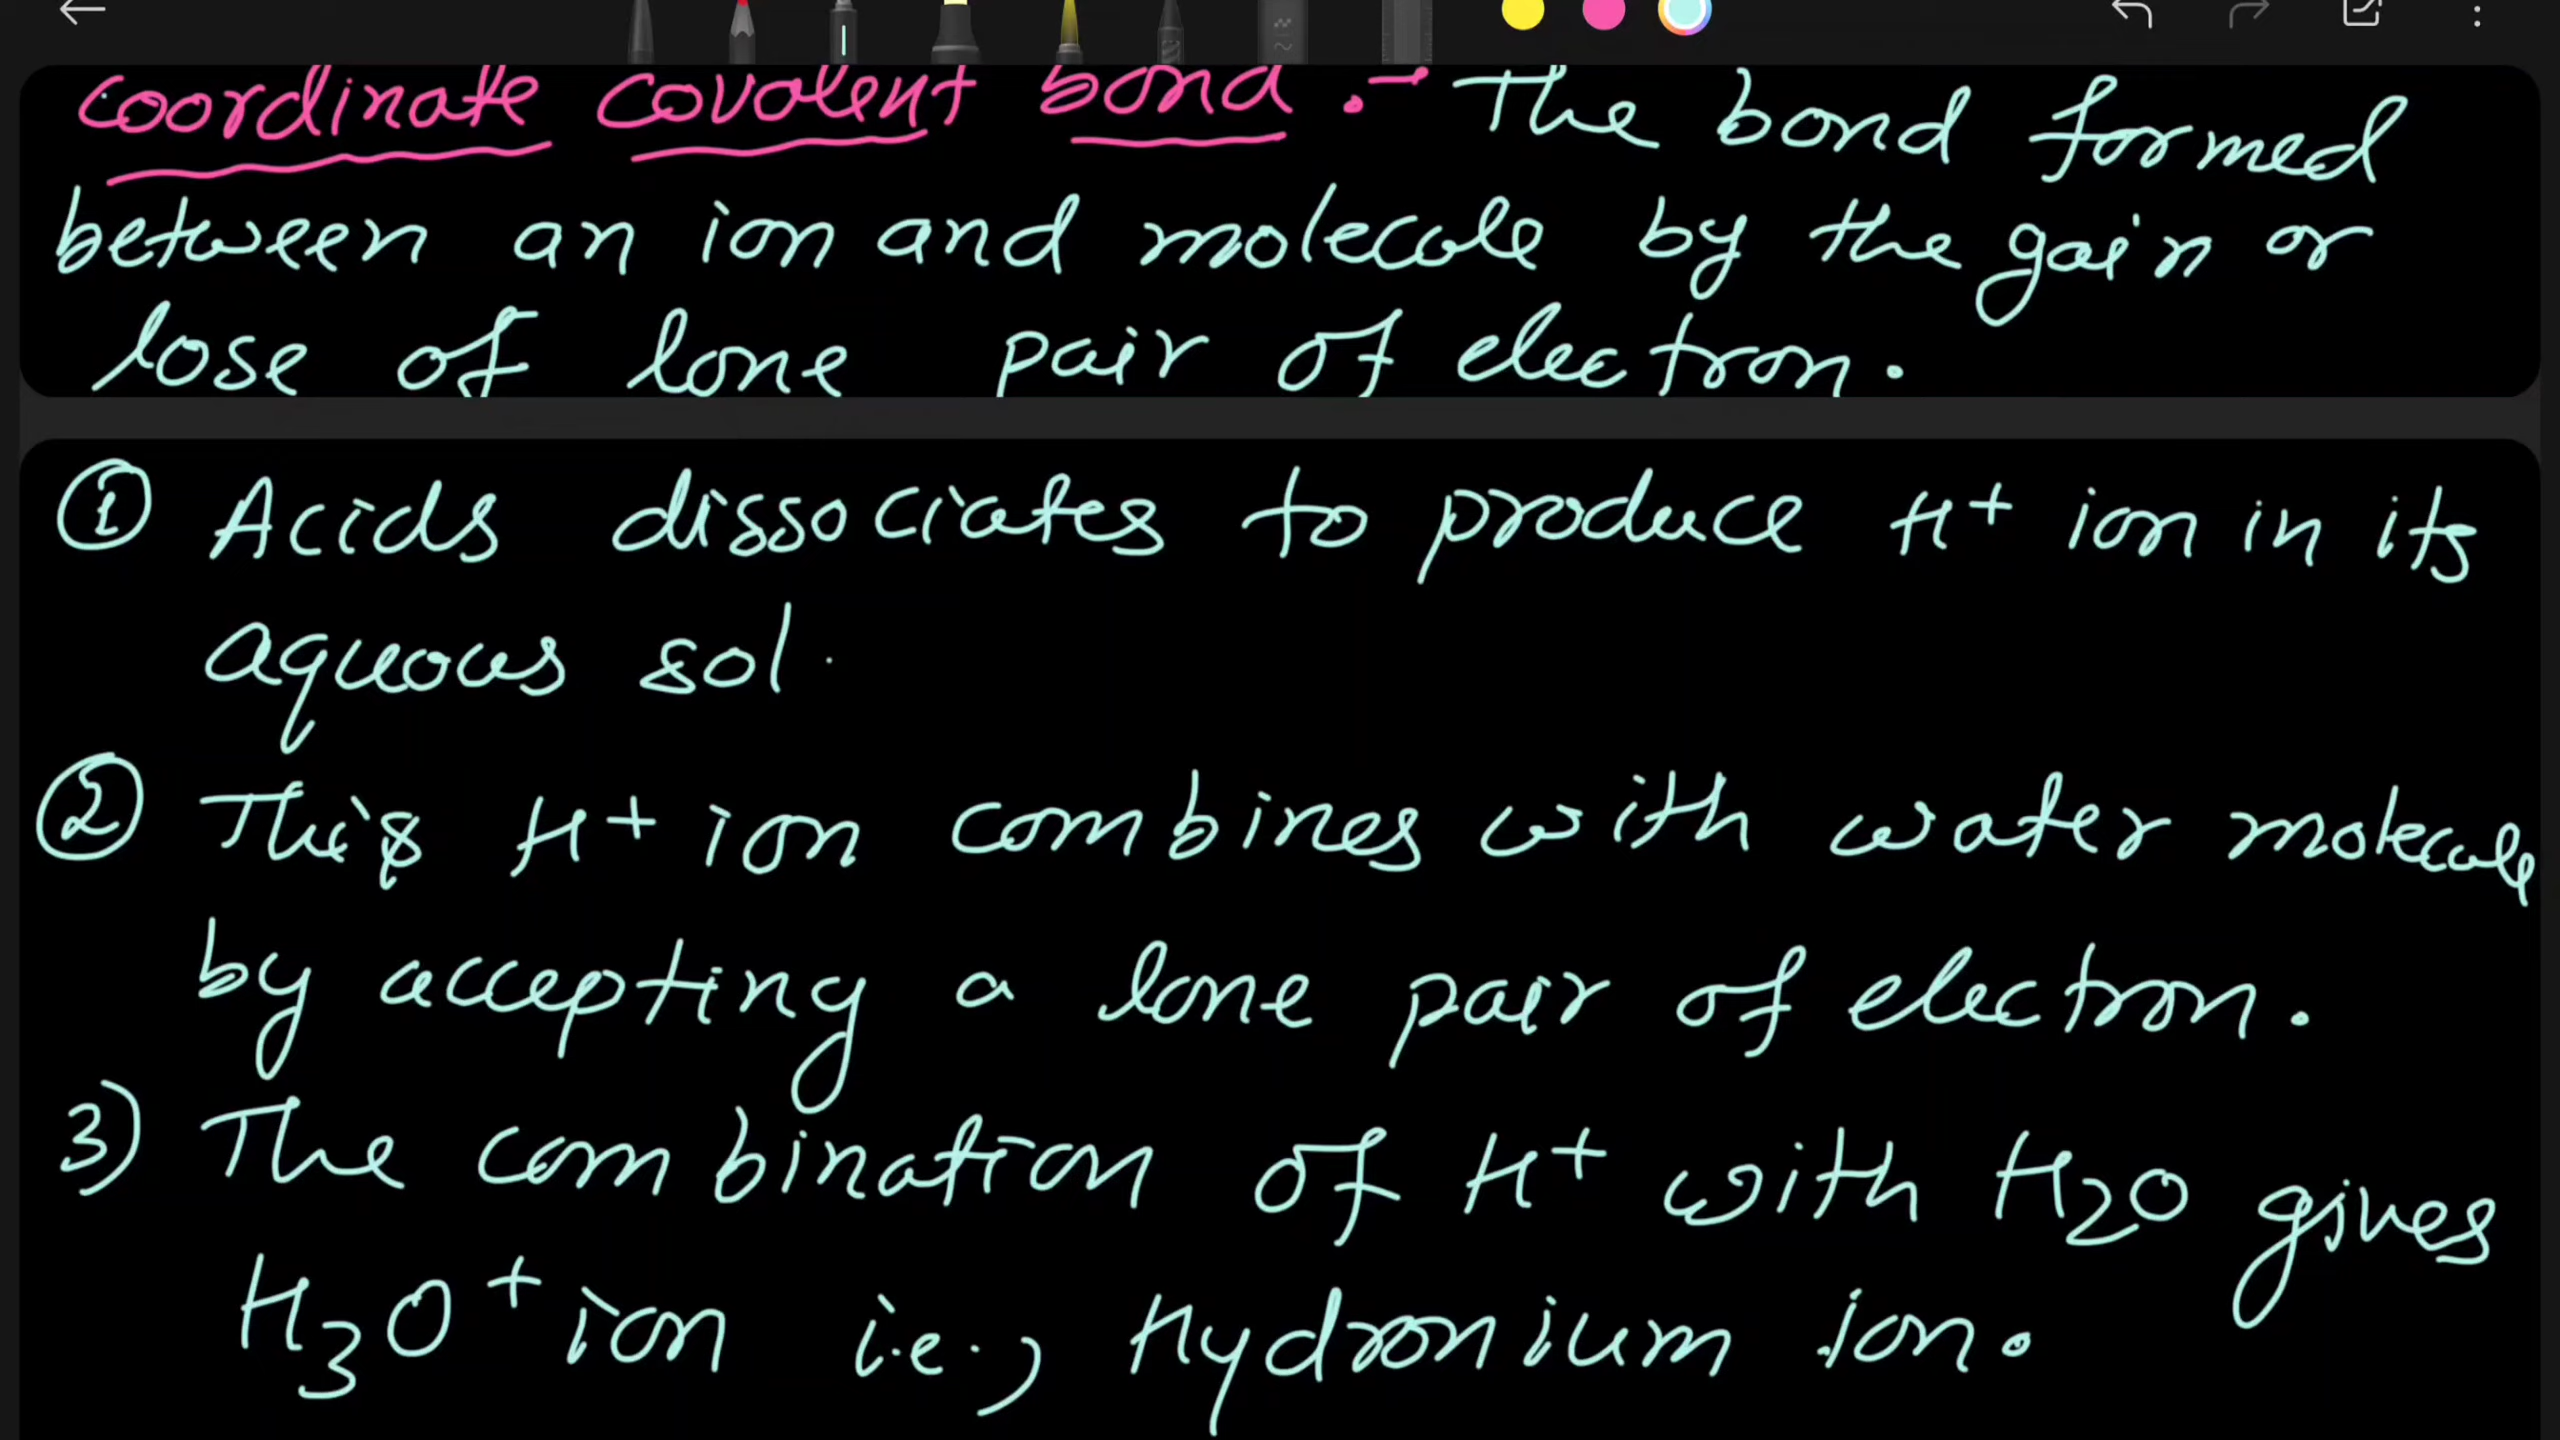 coordinate covalent bond :- The bond formed
between an ion and molecule by the gain or
lose of lone pair of electron.
① Acids dissociates to produce H+ ion in its
aqueous sol.
② This H+ ion combines with water molecule
by accepting a lone pair of electron.
3) The combination of H+ with H2O gives
H3O+ ion i.e., Hydronium ion.